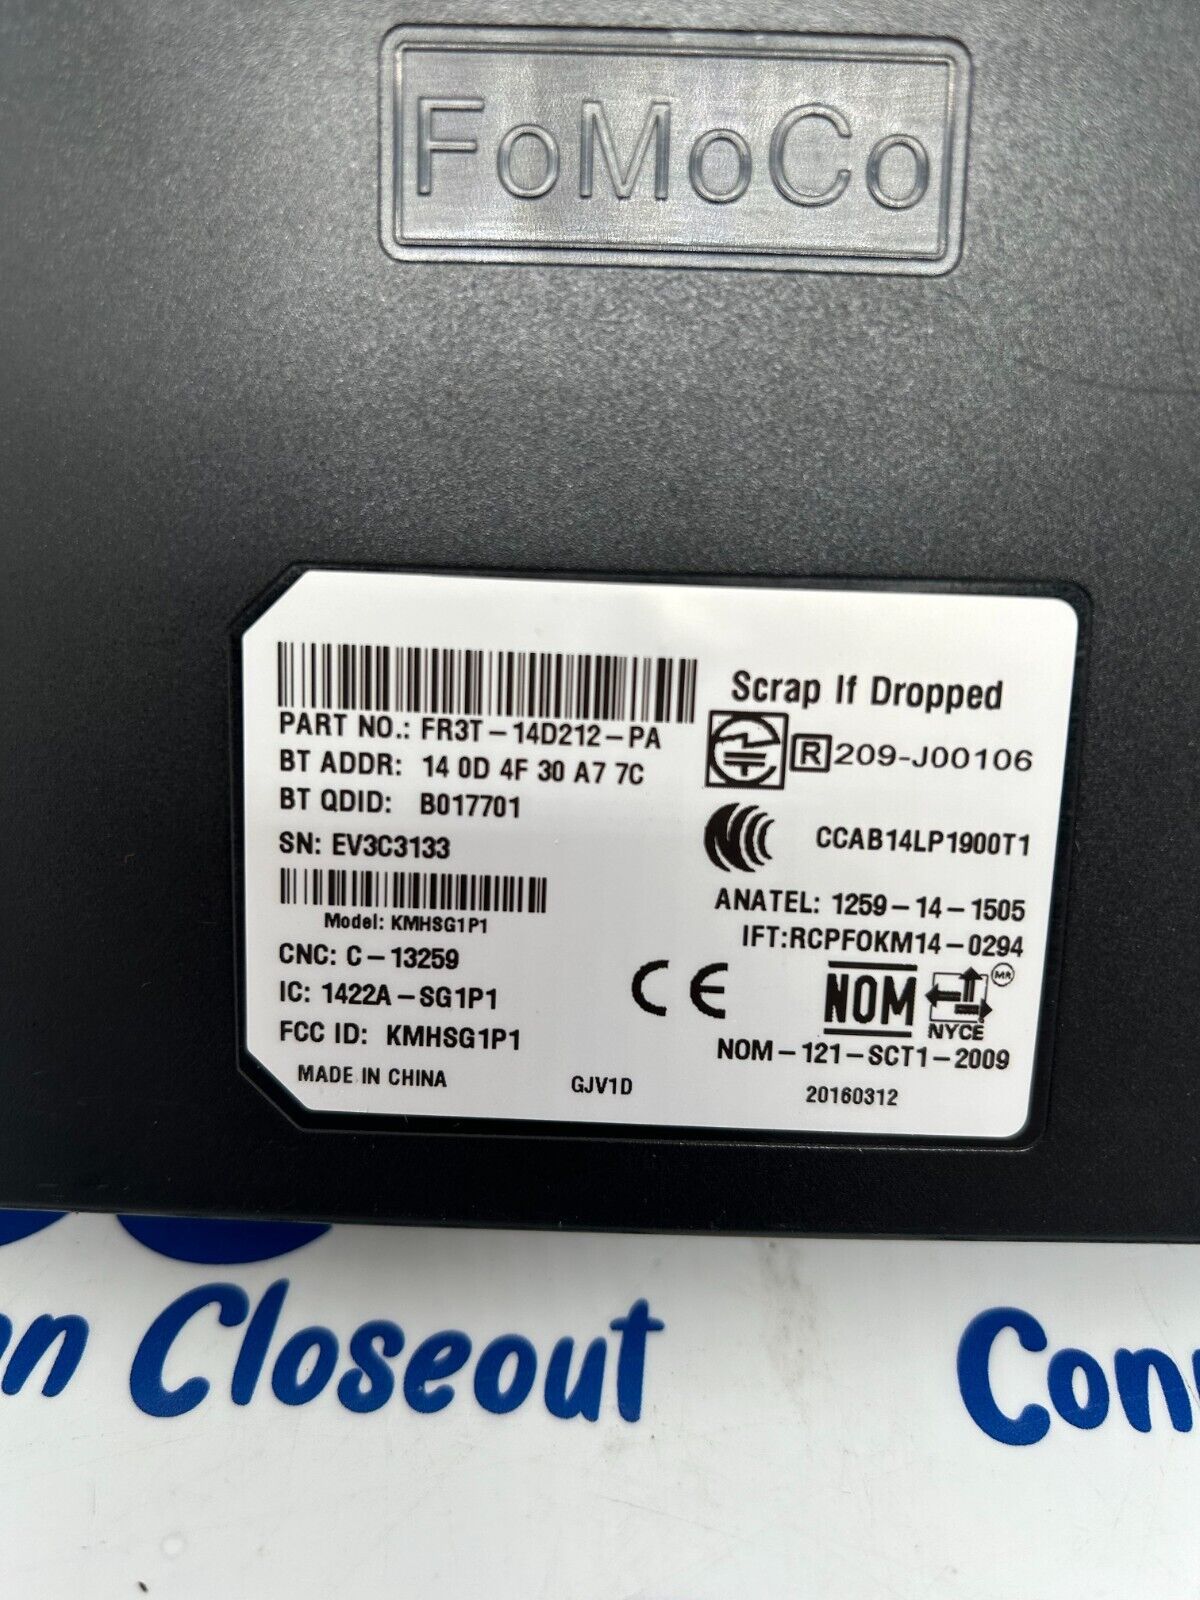 FoMoCo
Scrap If Dropped
PART NO.: FR3T-14D212-PA
BT ADDR: 14 0D 4F 30 A7 7C
R 209-J00106
BT QDID: B017701
SN: EV3C3133
CCAB14LP1900T1
Model: KMHSG1P1
ANATEL: 1259-14-1505
IFT:RCPFOKM14-0294
CNC: C-13259
IC: 1422A-SG1P1
CE
NOM
MR
NYCE
FCC ID: KMHSG1P1
NOM-121-SCT1-2009
MADE IN CHINA
GJV1D
20160312
Closeout